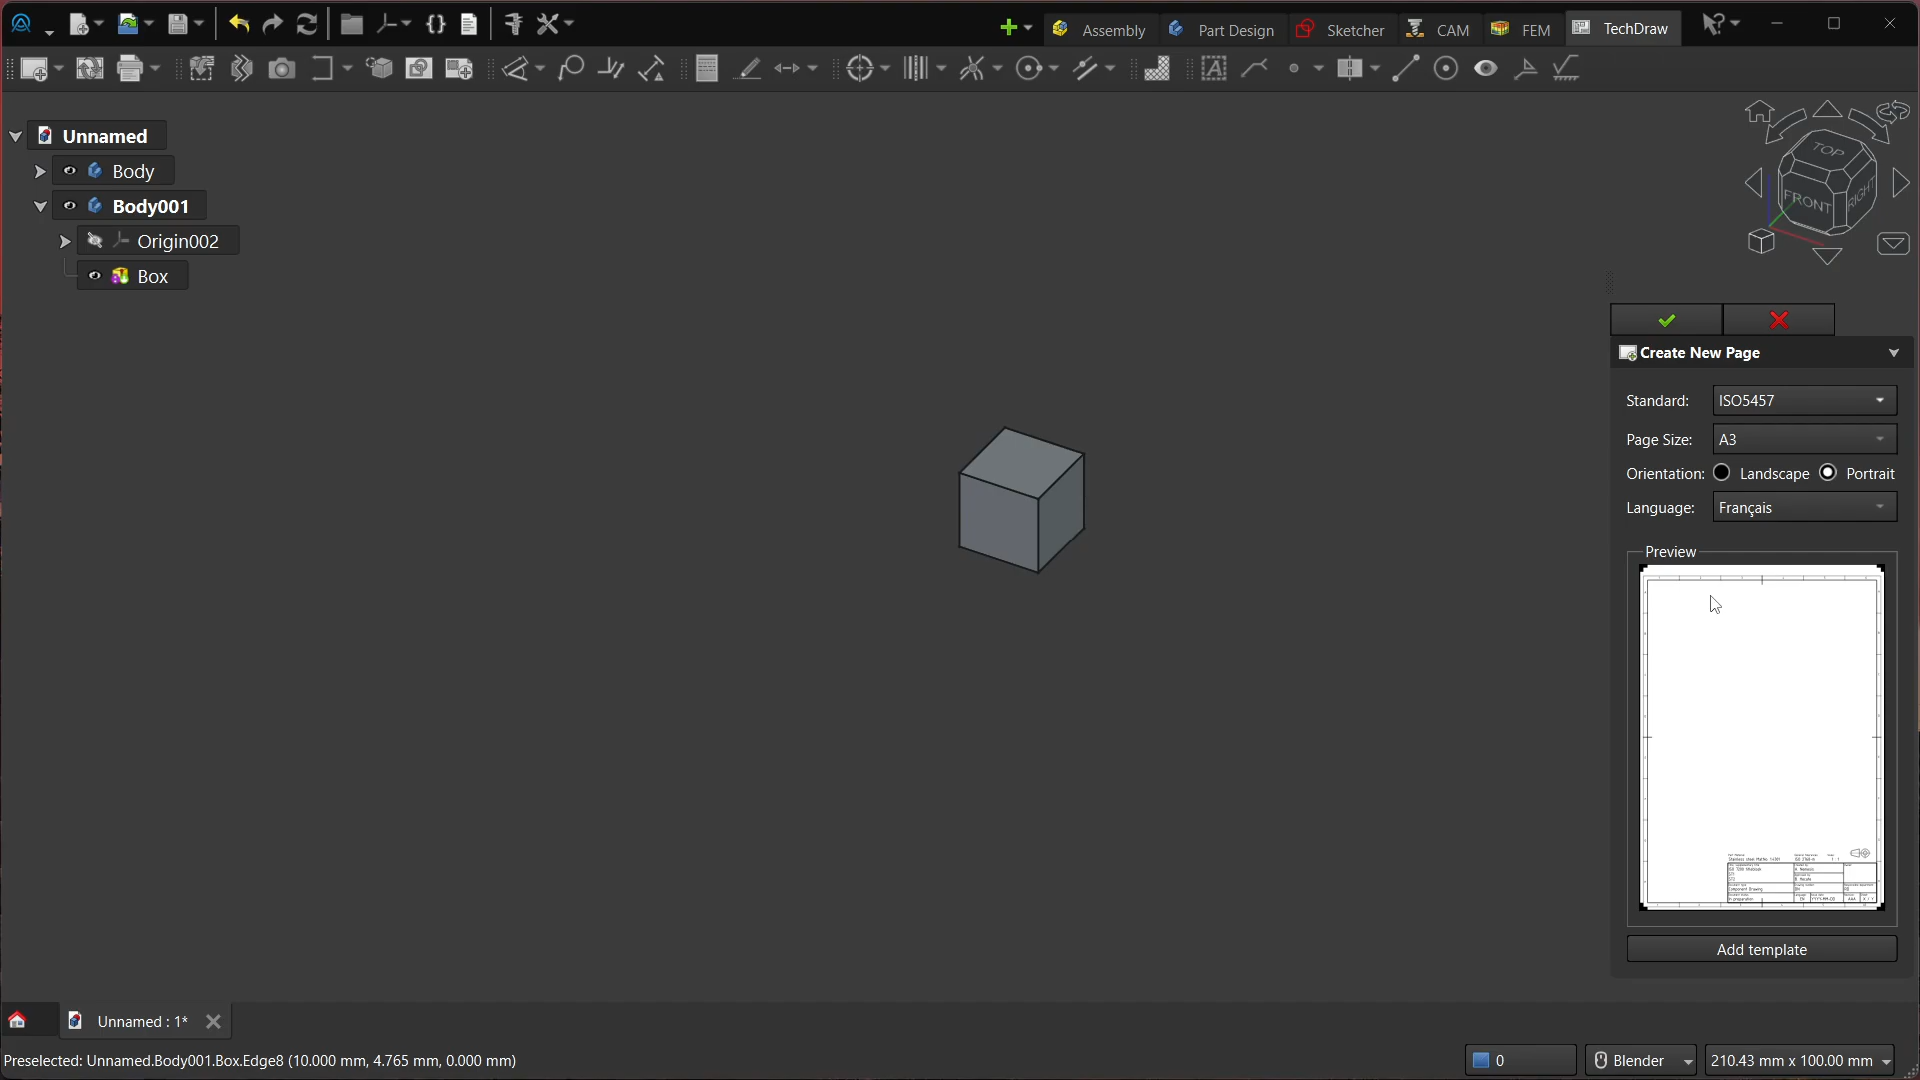 Assembly Part Design Sketcher CAM FEM TechDraw
Unnamed
Body
Body001
Origin002
Box
TOP
FRONT
RIGHT
Create New Page
Standard: ISO5457
Page Size: A3
Orientation: Landscape Portrait
Language: Français
Preview
Add template
Unnamed : 1*
Preselected: Unnamed.Body001.Box.Edge8 (10.000 mm, 4.765 mm, 0.000 mm)
0
Blender
210.43 mm x 100.00 mm